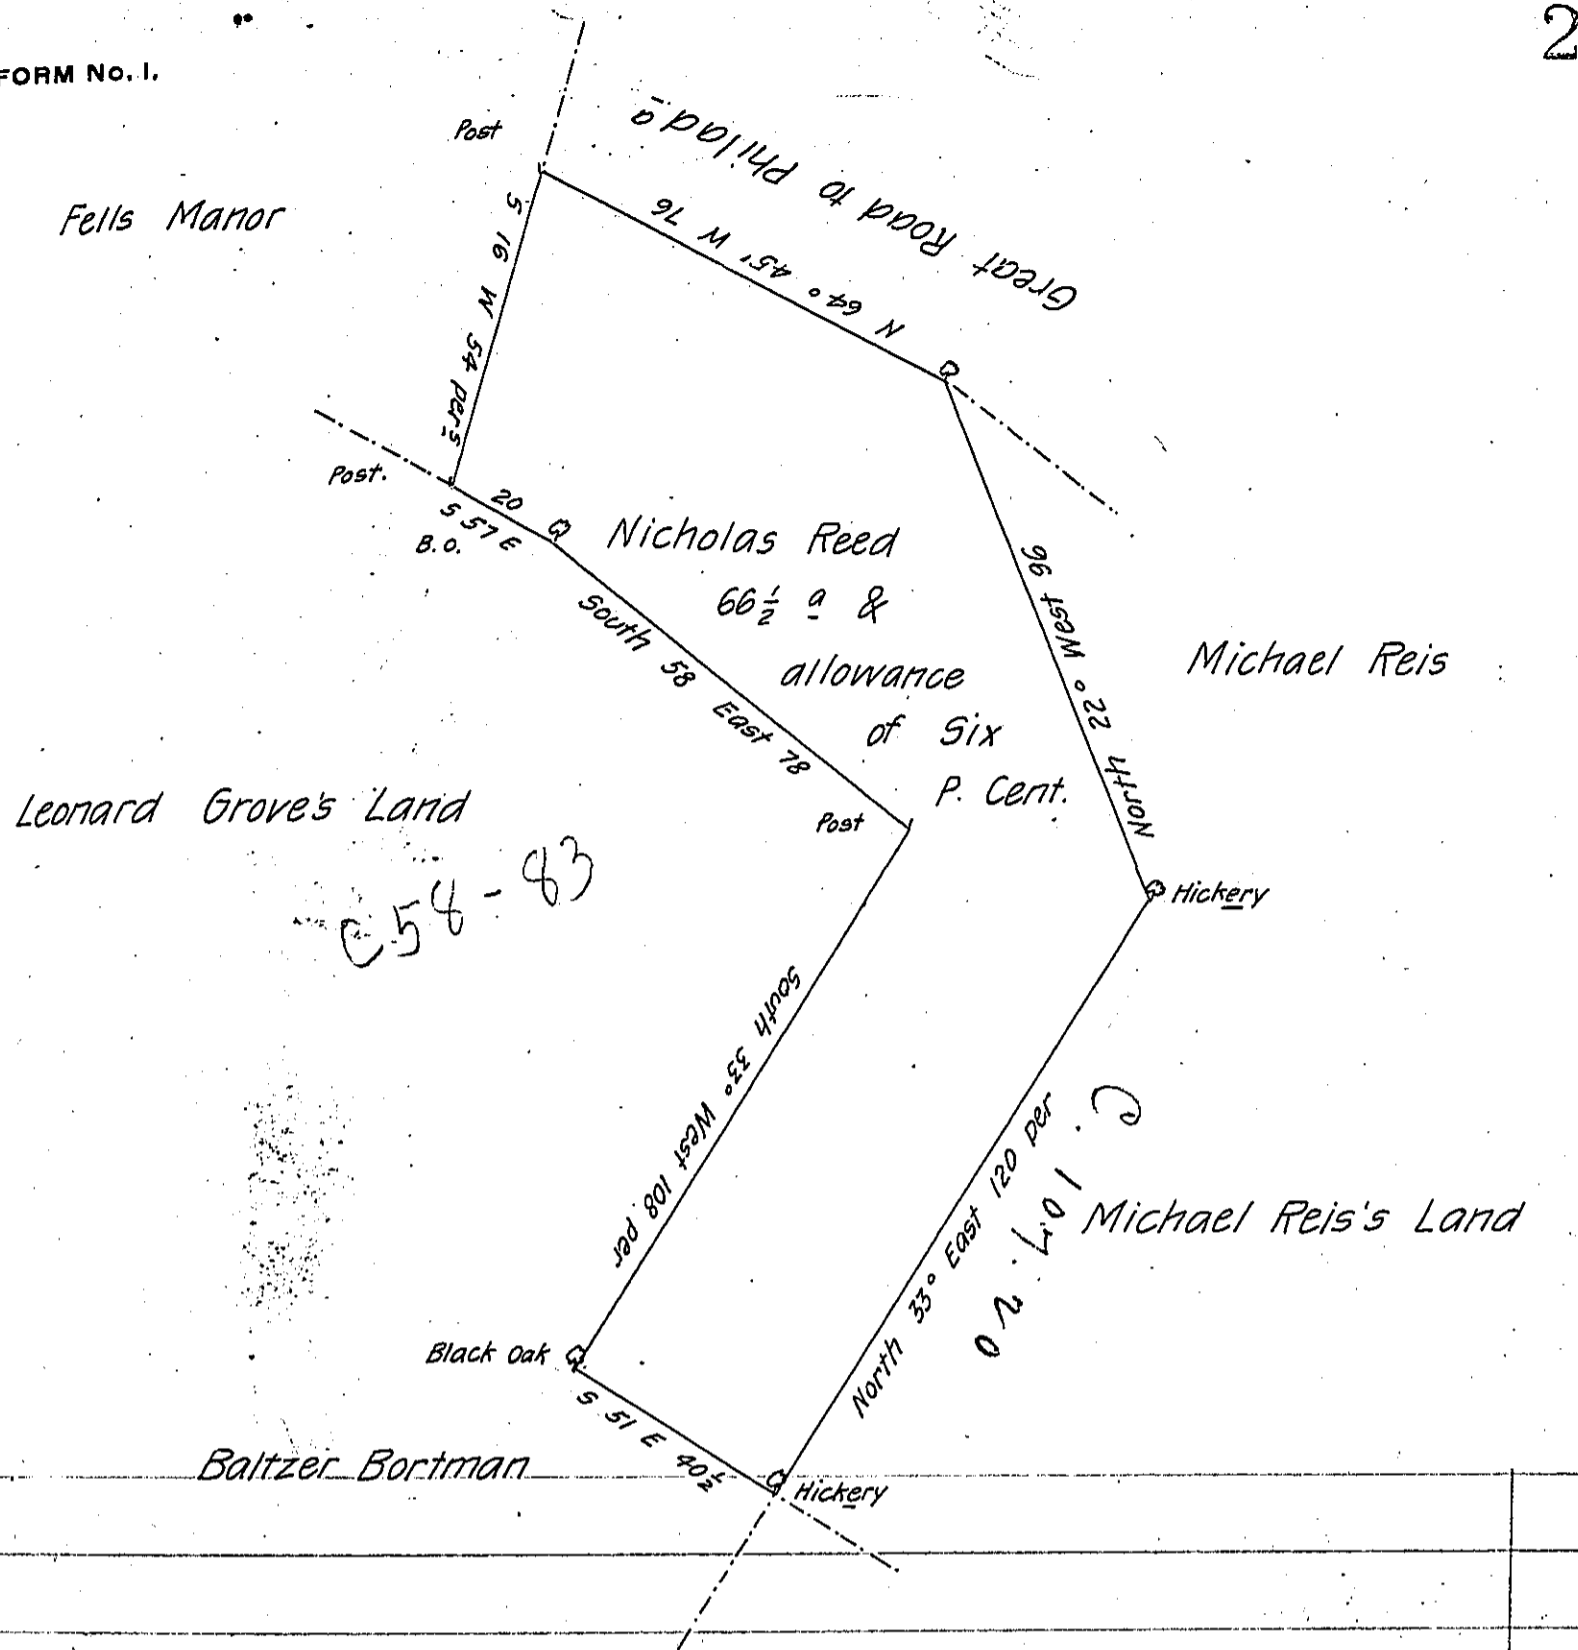 2
FORM No. 1.
Post
Great Road to Philad a
Fells Manor
N 64° 45' W 76
S 16 W 54 pers
Post.
20
S 57 E
B.O.
Nicholas Reed
66½ a &
allowance
of Six
P. Cent.
South 58 East 78
North 22° West 96
Michael Reis
Leonard Grove's Land
Post
C58-83
Hickery
South 33° West 108 per
North 33° East 120 per
C. 107. 20
Michael Reis's Land
Black Oak
S 51 E 40½
Baltzer Bortman
Hickery